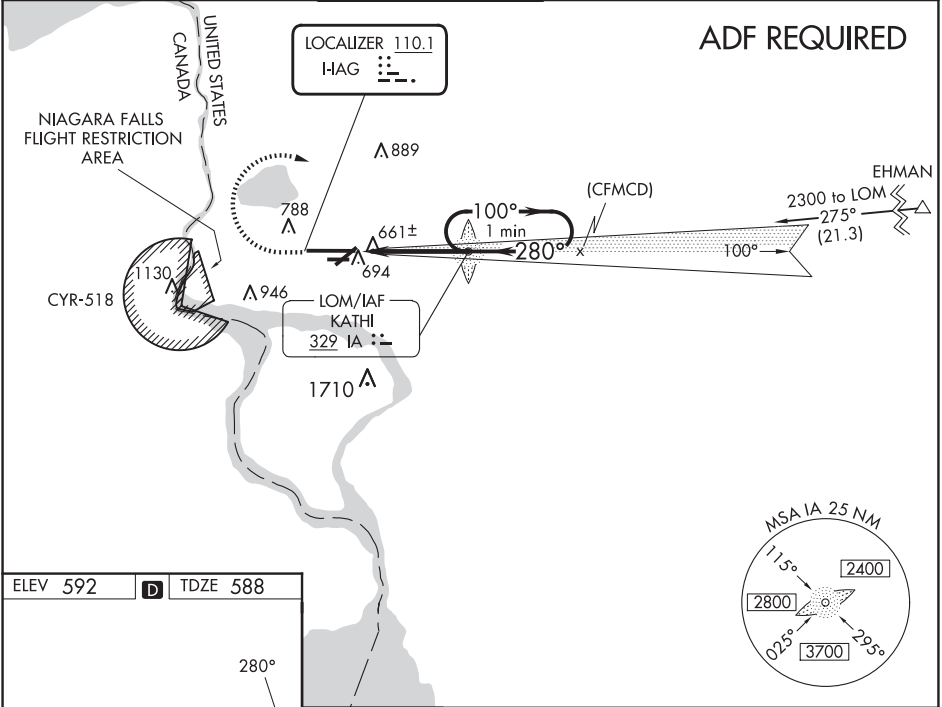 ADF REQUIRED
UNITED STATES
CANADA
LOCALIZER 110.1
I-IAG
NIAGARA FALLS
FLIGHT RESTRICTION
AREA
889
EHMAN
(CFMCD)
2300 to LOM
275°
(21.3)
788
100°
1 min
661±
280°
x
100°
694
1130
CYR-518
946
LOM/IAF
KATHI
329 IA
1710
MSA IA 25 NM
115°
2400
2800
025°
3700
295°
ELEV 592 D TDZE 588
280°